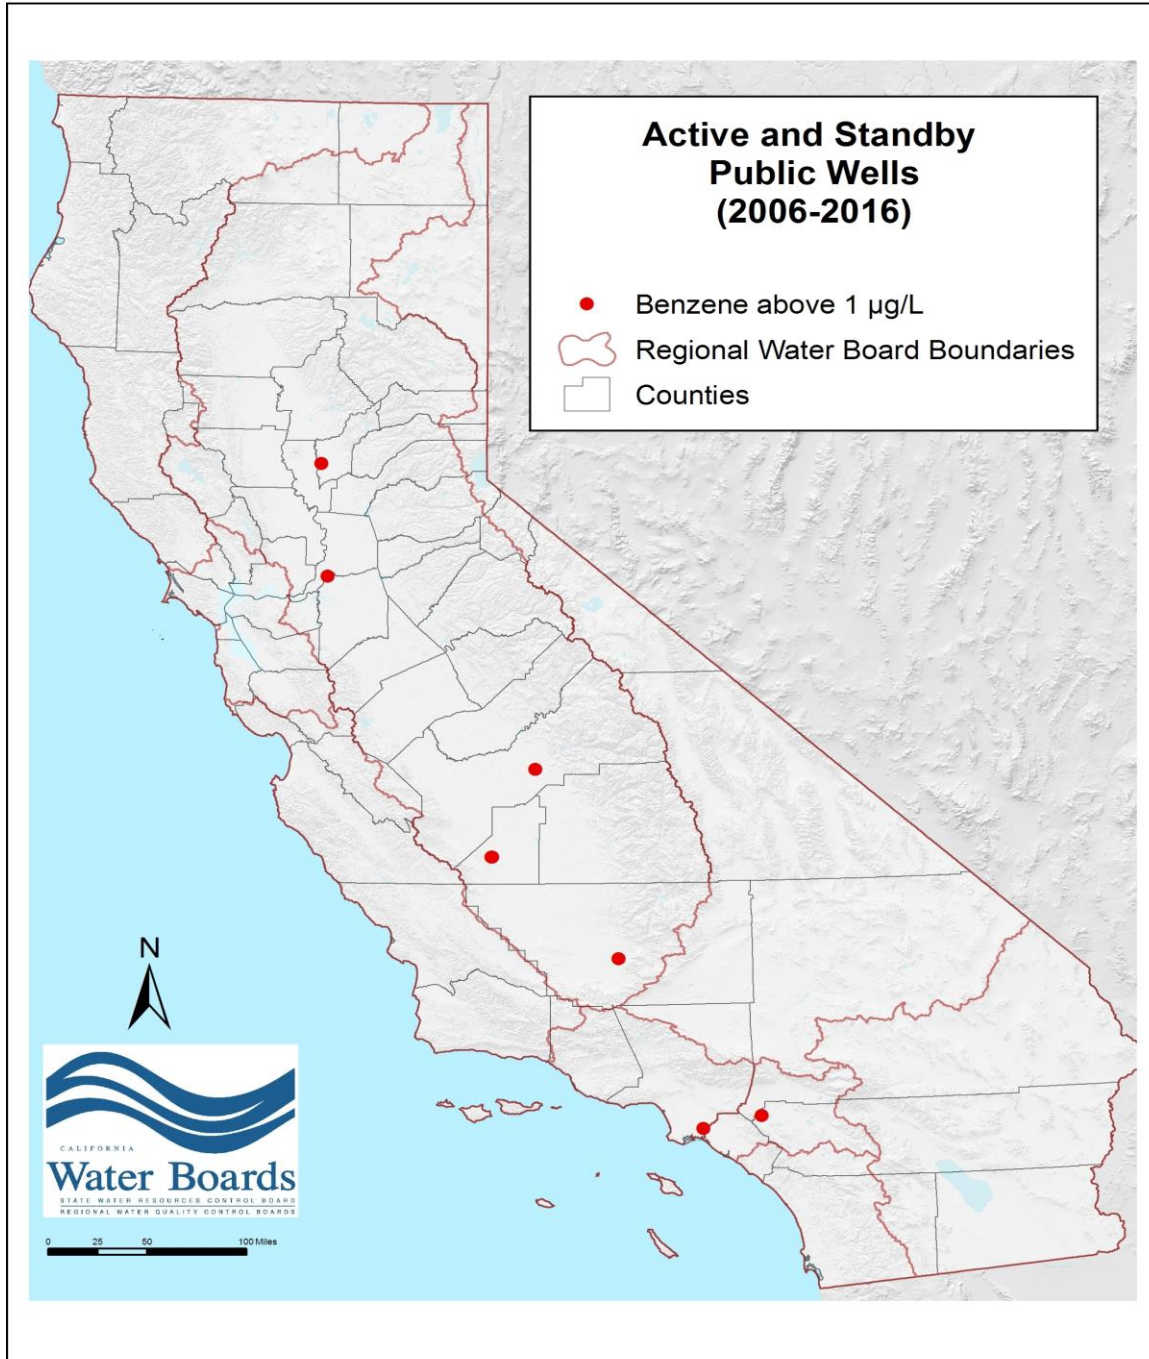 Active and Standby
Public Wells
(2006-2016)
Benzene above 1 µg/L
Regional Water Board Boundaries
Counties
N
CALIFORNIA
Water Boards
STATE WATER RESOURCES CONTROL BOARD
REGIONAL WATER QUALITY CONTROL BOARDS
0 25 50 100 Miles